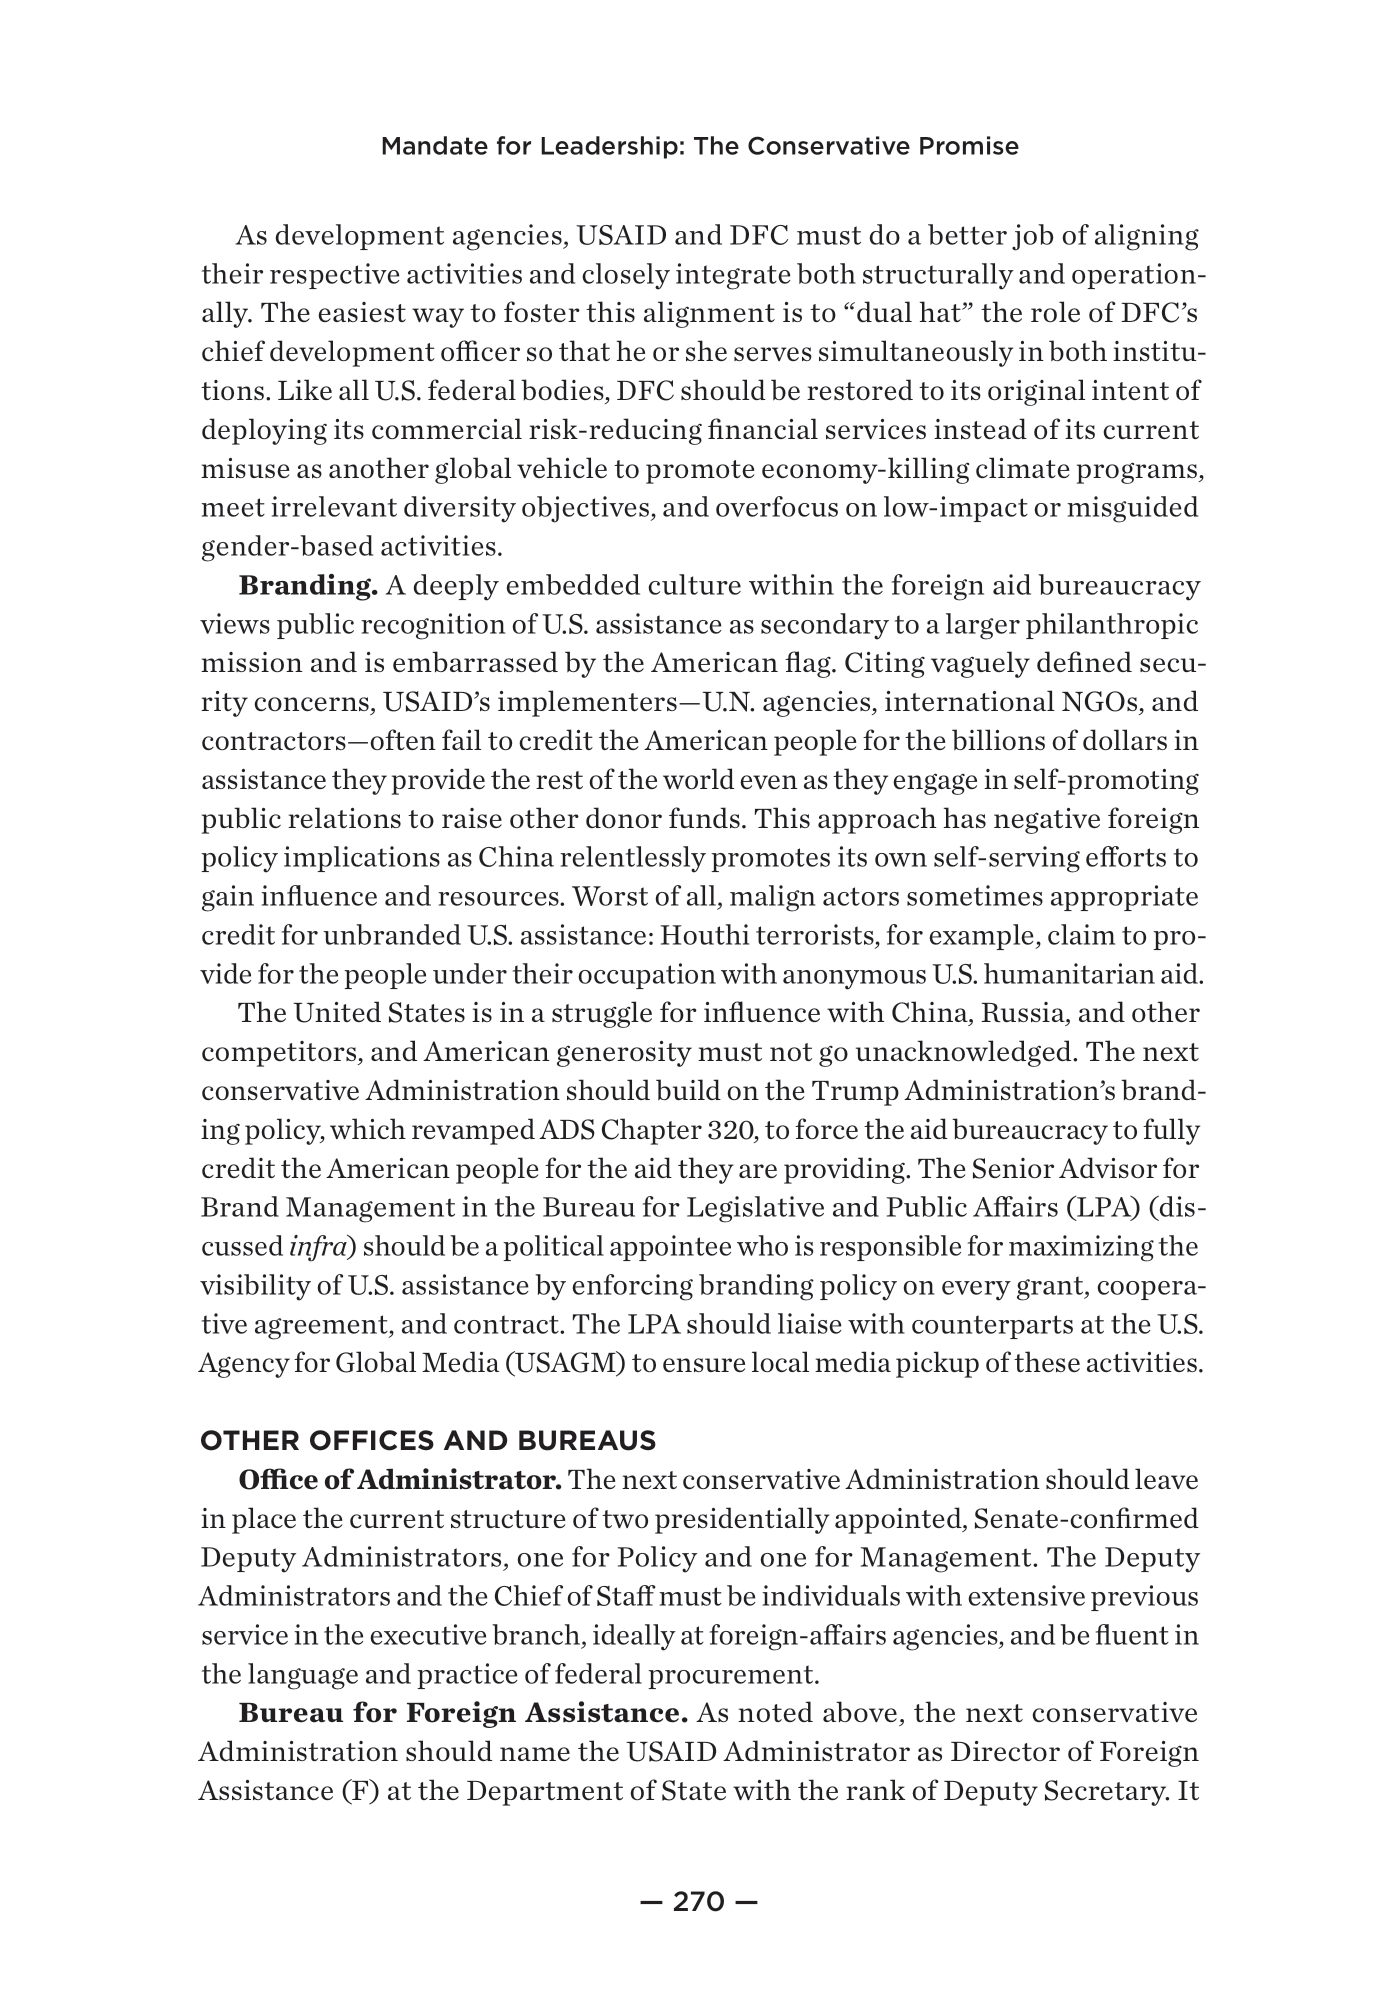 Mandate for Leadership: The Conservative Promise
As development agencies, USAID and DFC must do a better job of aligning
their respective activities and closely integrate both structurally and operation-
ally. The easiest way to foster this alignment is to “dual hat” the role of DFC’s
chief development officer so that he or she serves simultaneously in both institu-
tions. Like all U.S. federal bodies, DFC should be restored to its original intent of
deploying its commercial risk-reducing financial services instead of its current
misuse as another global vehicle to promote economy-killing climate programs,
meet irrelevant diversity objectives, and overfocus on low-impact or misguided
gender-based activities.
Branding. A deeply embedded culture within the foreign aid bureaucracy
views public recognition of U.S. assistance as secondary to a larger philanthropic
mission and is embarrassed by the American flag. Citing vaguely defined secu-
rity concerns, USAID’s implementers—U.N. agencies, international NGOs, and
contractors—often fail to credit the American people for the billions of dollars in
assistance they provide the rest of the world even as they engage in self-promoting
public relations to raise other donor funds. This approach has negative foreign
policy implications as China relentlessly promotes its own self-serving efforts to
gain influence and resources. Worst of all, malign actors sometimes appropriate
credit for unbranded U.S. assistance: Houthi terrorists, for example, claim to pro-
vide for the people under their occupation with anonymous U.S. humanitarian aid.
The United States is in a struggle for influence with China, Russia, and other
competitors, and American generosity must not go unacknowledged. The next
conservative Administration should build on the Trump Administration’s brand-
ing policy, which revamped ADS Chapter 320, to force the aid bureaucracy to fully
credit the American people for the aid they are providing. The Senior Advisor for
Brand Management in the Bureau for Legislative and Public Affairs (LPA) (dis-
cussed infra) should be a political appointee who is responsible for maximizing the
visibility of U.S. assistance by enforcing branding policy on every grant, coopera-
tive agreement, and contract. The LPA should liaise with counterparts at the U.S.
Agency for Global Media (USAGM) to ensure local media pickup of these activities.
OTHER OFFICES AND BUREAUS
Office of Administrator. The next conservative Administration should leave
in place the current structure of two presidentially appointed, Senate-confirmed
Deputy Administrators, one for Policy and one for Management. The Deputy
Administrators and the Chief of Staff must be individuals with extensive previous
service in the executive branch, ideally at foreign-affairs agencies, and be fluent in
the language and practice of federal procurement.
Bureau for Foreign Assistance. As noted above, the next conservative
Administration should name the USAID Administrator as Director of Foreign
Assistance (F) at the Department of State with the rank of Deputy Secretary. It
— 270 —